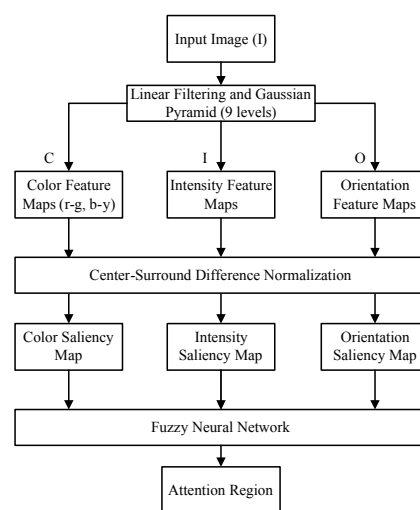 Input Image (I)
Linear Filtering and Gaussian
Pyramid (9 levels)
C
I
O
Color Feature
Maps (r-g, b-y)
Intensity Feature
Maps
Orientation
Feature Maps
Center-Surround Difference Normalization
Color Saliency
Map
Intensity
Saliency Map
Orientation
Saliency Map
Fuzzy Neural Network
Attention Region